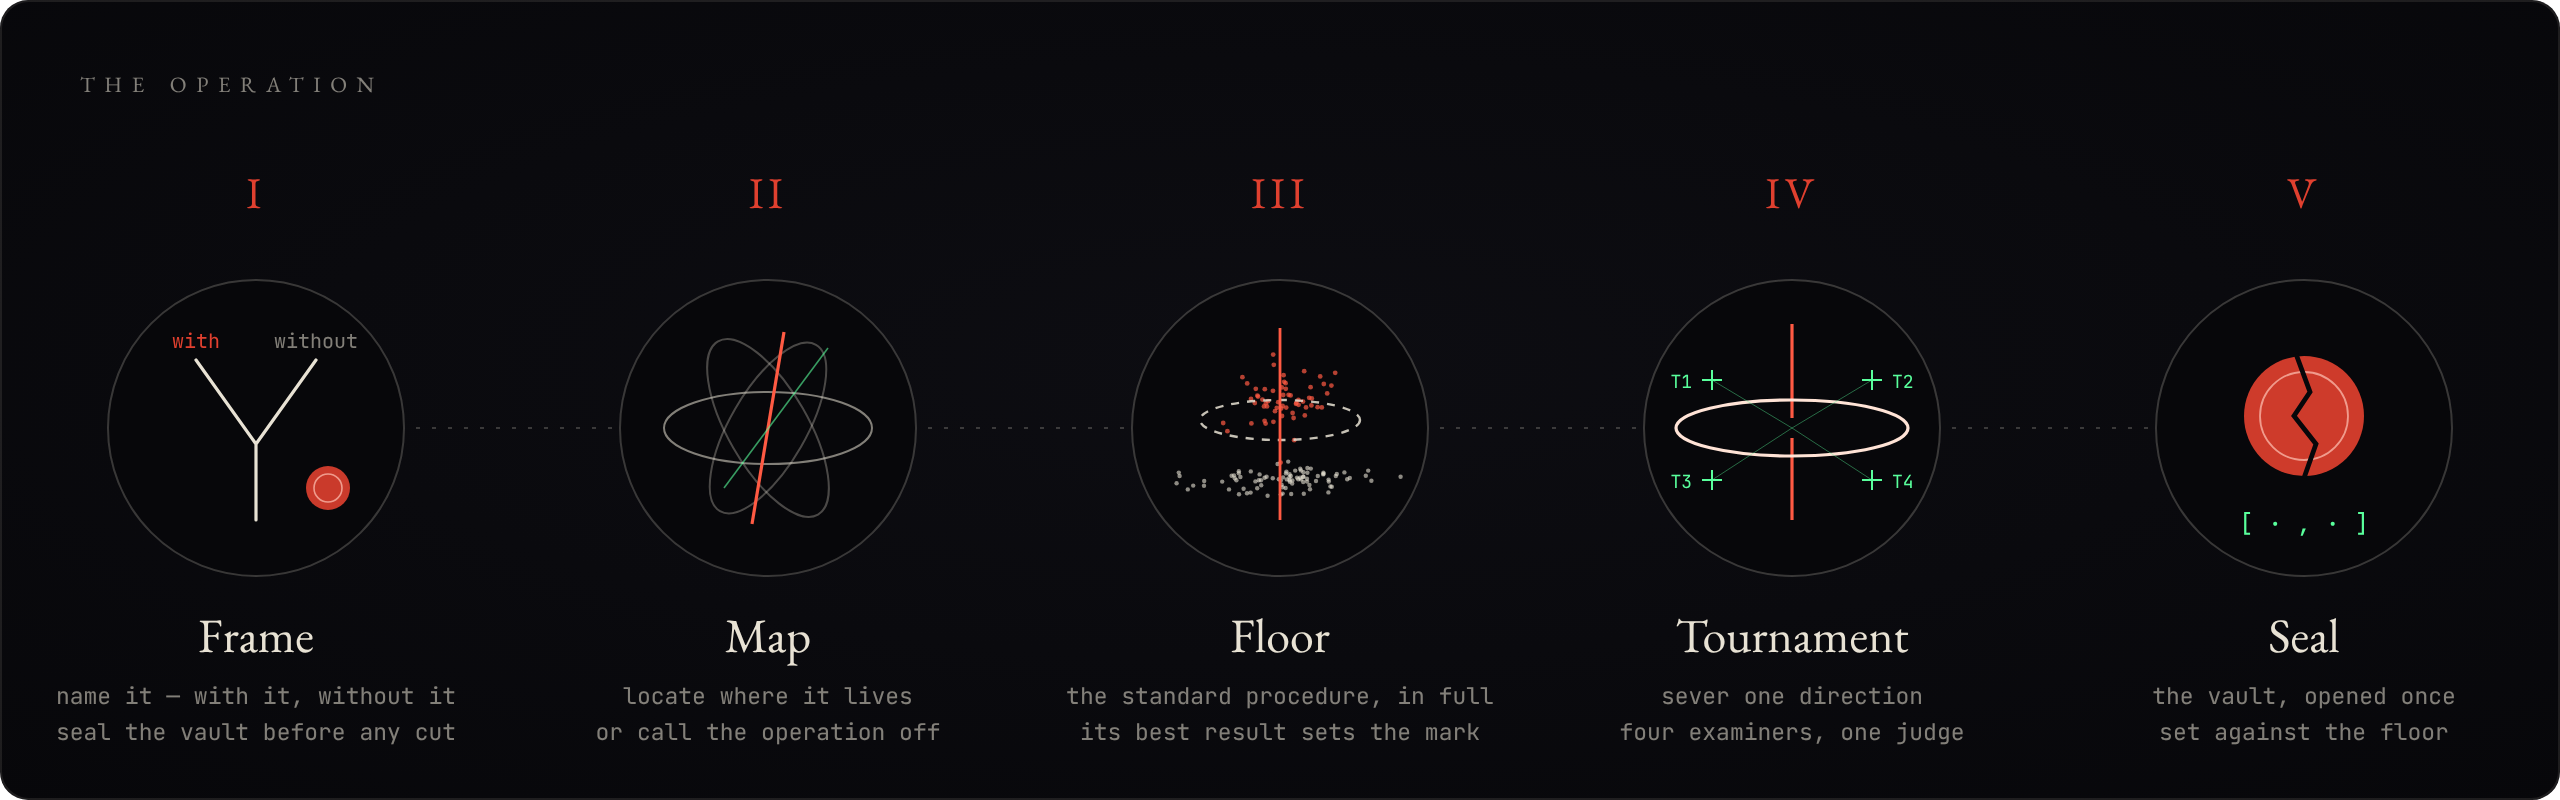 THE OPERATION
I
II
III
IV
V
with
without
T1
T2
T3
T4
[ · , · ]
Frame
name it — with it, without it
seal the vault before any cut
Map
locate where it lives
or call the operation off
Floor
the standard procedure, in full
its best result sets the mark
Tournament
sever one direction
four examiners, one judge
Seal
the vault, opened once
set against the floor